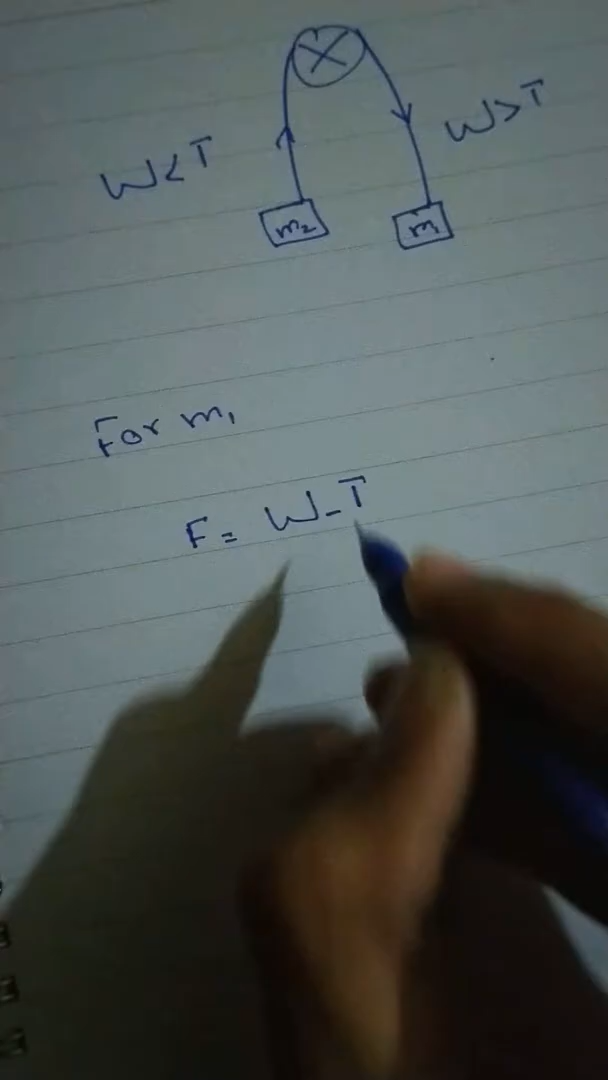 W<T
W>T
m₂
m₁
For m₁
F = W-T